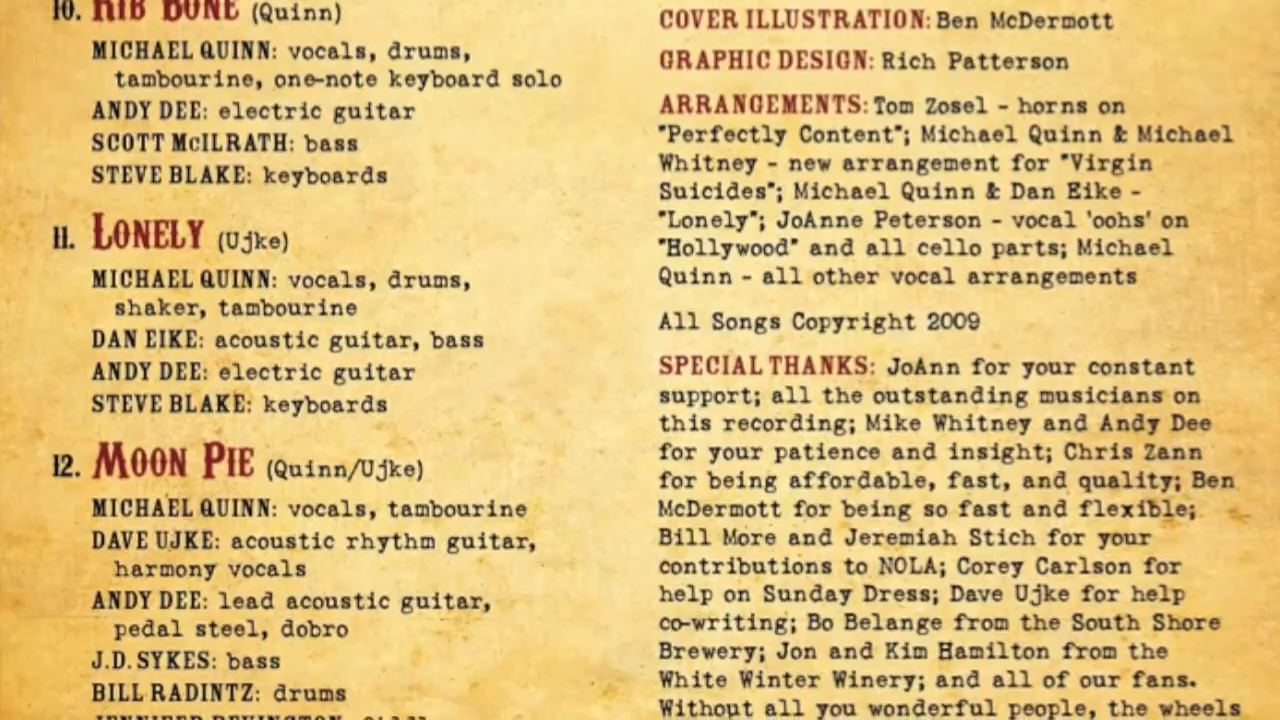 10. RIB BONE (Quinn)
MICHAEL QUINN: vocals, drums,
tambourine, one-note keyboard solo
ANDY DEE: electric guitar
SCOTT McILRATH: bass
STEVE BLAKE: keyboards
11. LONELY (Ujke)
MICHAEL QUINN: vocals, drums,
shaker, tambourine
DAN EIKE: acoustic guitar, bass
ANDY DEE: electric guitar
STEVE BLAKE: keyboards
12. MOON PIE (Quinn/Ujke)
MICHAEL QUINN: vocals, tambourine
DAVE UJKE: acoustic rhythm guitar,
harmony vocals
ANDY DEE: lead acoustic guitar,
pedal steel, dobro
J.D. SYKES: bass
BILL RADINTZ: drums
COVER ILLUSTRATION: Ben McDermott
GRAPHIC DESIGN: Rich Patterson
ARRANGEMENTS: Tom Zosel - horns on
"Perfectly Content"; Michael Quinn & Michael
Whitney - new arrangement for "Virgin
Suicides"; Michael Quinn & Dan Eike -
"Lonely"; JoAnne Peterson - vocal 'oohs' on
"Hollywood" and all cello parts; Michael
Quinn - all other vocal arrangements
All Songs Copyright 2009
SPECIAL THANKS: JoAnn for your constant
support; all the outstanding musicians on
this recording; Mike Whitney and Andy Dee
for your patience and insight; Chris Zann
for being affordable, fast, and quality; Ben
McDermott for being so fast and flexible;
Bill More and Jeremiah Stich for your
contributions to NOLA; Corey Carlson for
help on Sunday Dress; Dave Ujke for help
co-writing; Bo Belange from the South Shore
Brewery; Jon and Kim Hamilton from the
White Winter Winery; and all of our fans.
Without all you wonderful people, the wheels